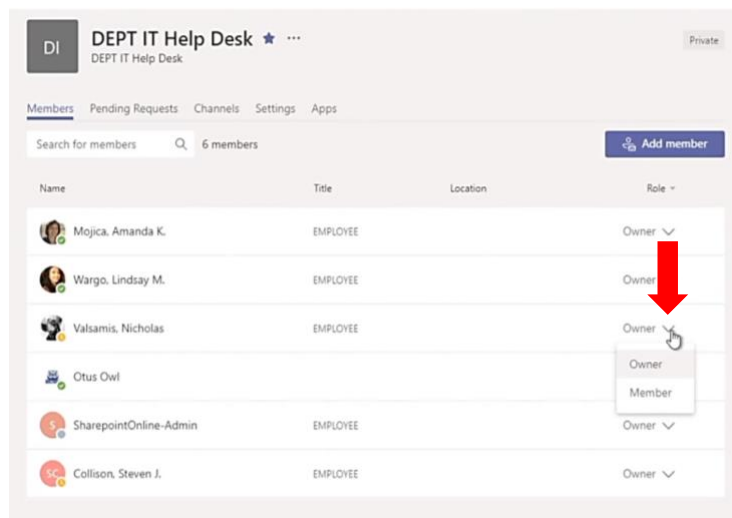 DI
DEPT IT Help Desk ★ ···
DEPT IT Help Desk
Private
Members Pending Requests Channels Settings Apps
Search for members 6 members Add member
Name Title Location Role
Mojica, Amanda K. EMPLOYEE Owner
Wargo, Lindsay M. EMPLOYEE Owner
Valsamis, Nicholas EMPLOYEE Owner
Owner
Otus Owl
Member
S SharepointOnline-Admin EMPLOYEE Owner
SC Collison, Steven J. EMPLOYEE Owner